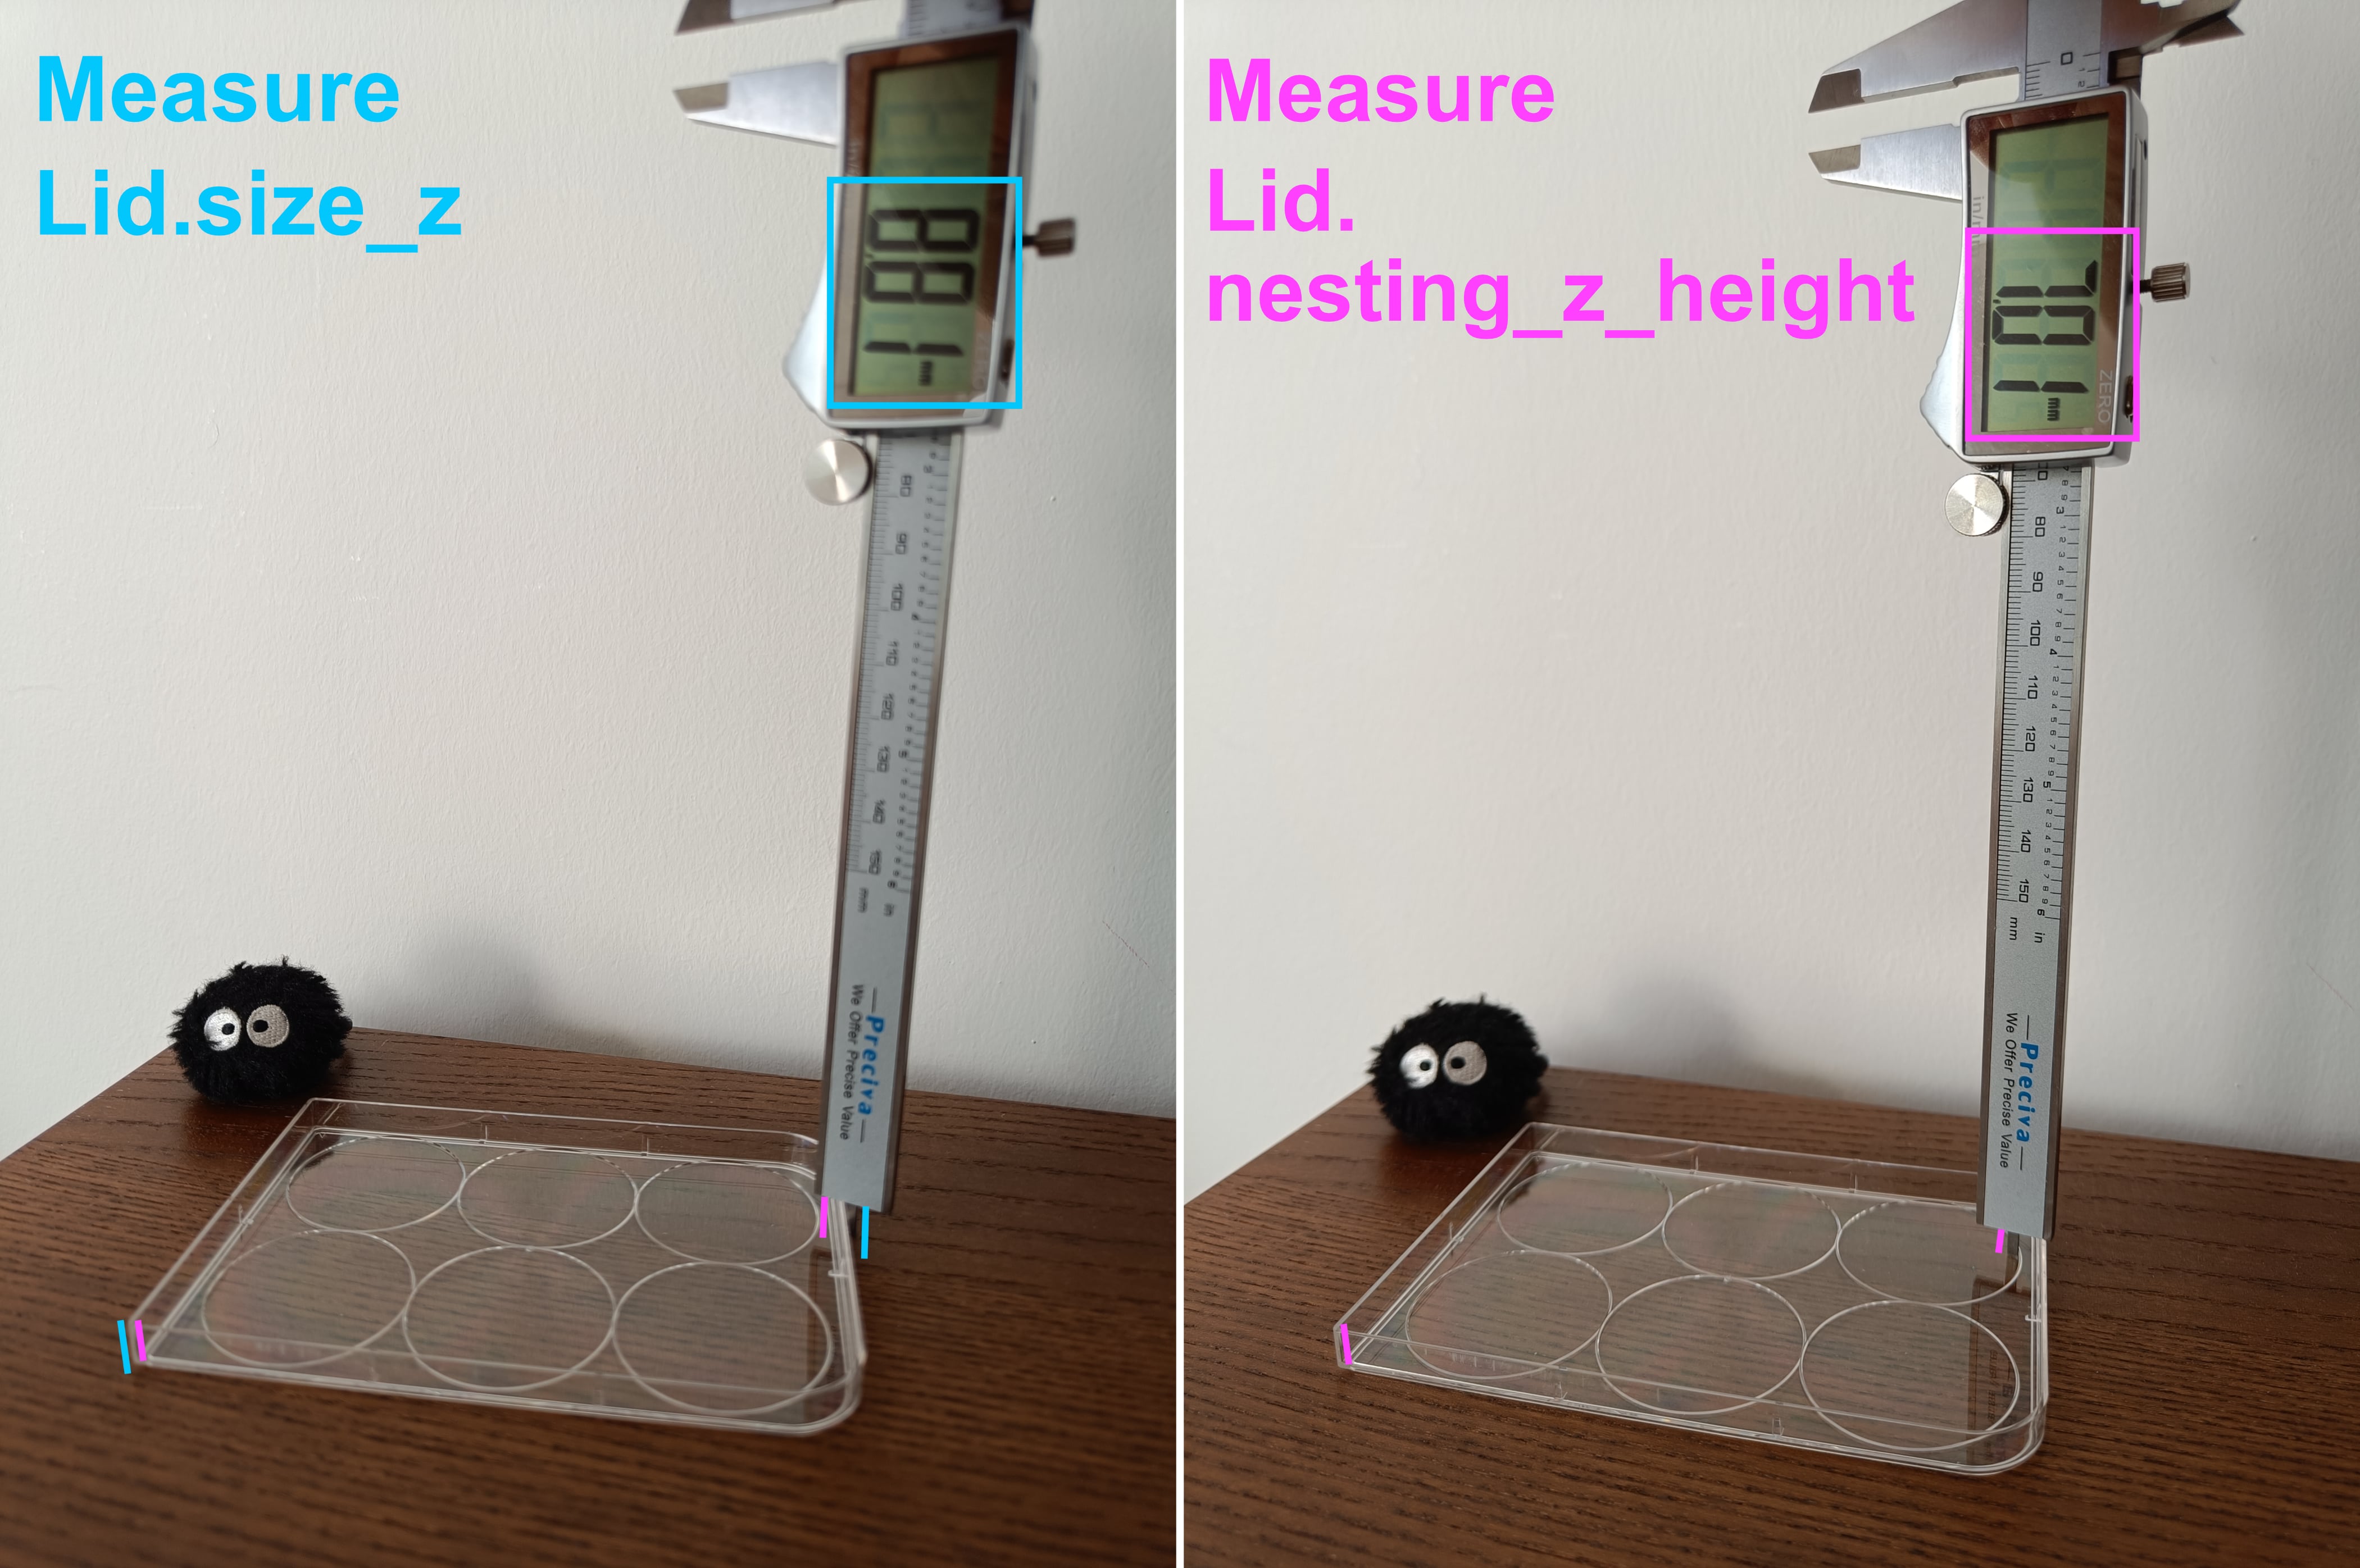 Measure
Lid.size_z
8.81 mm
80
90
100
110
120
130
140
150
mm
in
Preciva
We Offer Precise Value
Measure
Lid.
nesting_z_height
0
in/m
7.01 mm
ZERO
80
90
100
110
120
130
140
150
mm
in
Preciva
We Offer Precise Value